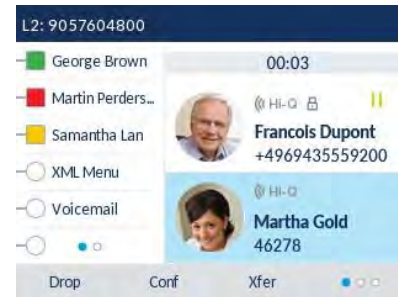 L2: 9057604800
George Brown
Martin Perders...
Samantha Lan
XML Menu
Voicemail
00:03
Hi-Q
Francois Dupont
+4969435559200
Hi-Q
Martha Gold
46278
Drop Conf Xfer